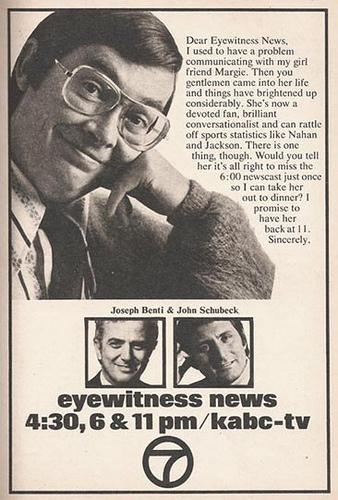 Dear Eyewitness News,
I used to have a problem
communicating with my girl
friend Margie. Then you
gentlemen came into her life
and things have brightened up
considerably. She's now a
devoted fan, brilliant
conversationalist and can rattle
off sports statistics like Nahan
and Jackson. There is one
thing, though. Would you tell
her it's all right to miss the
6:00 newscast just once
so I can take her
out to dinner? I
promise to
have her
back at 11.
Sincerely,
Joseph Benti & John Schubeck
eyewitness news
4:30, 6 & 11 pm/kabc-tv
7